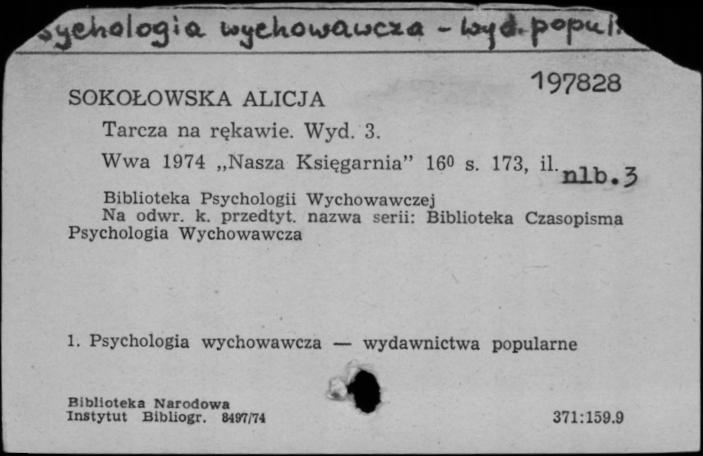 sychologia wychowawcza - wyd. popul.
197828
SOKOŁOWSKA ALICJA
Tarcza na rękawie. Wyd. 3.
Wwa 1974 „Nasza Księgarnia” 16⁰ s. 173, il. nlb.3
Biblioteka Psychologii Wychowawczej
Na odwr. k. przedtyt. nazwa serii: Biblioteka Czasopisma
Psychologia Wychowawcza
1. Psychologia wychowawcza — wydawnictwa popularne
Biblioteka Narodowa
Instytut Bibliogr. 8497/74
371:159.9